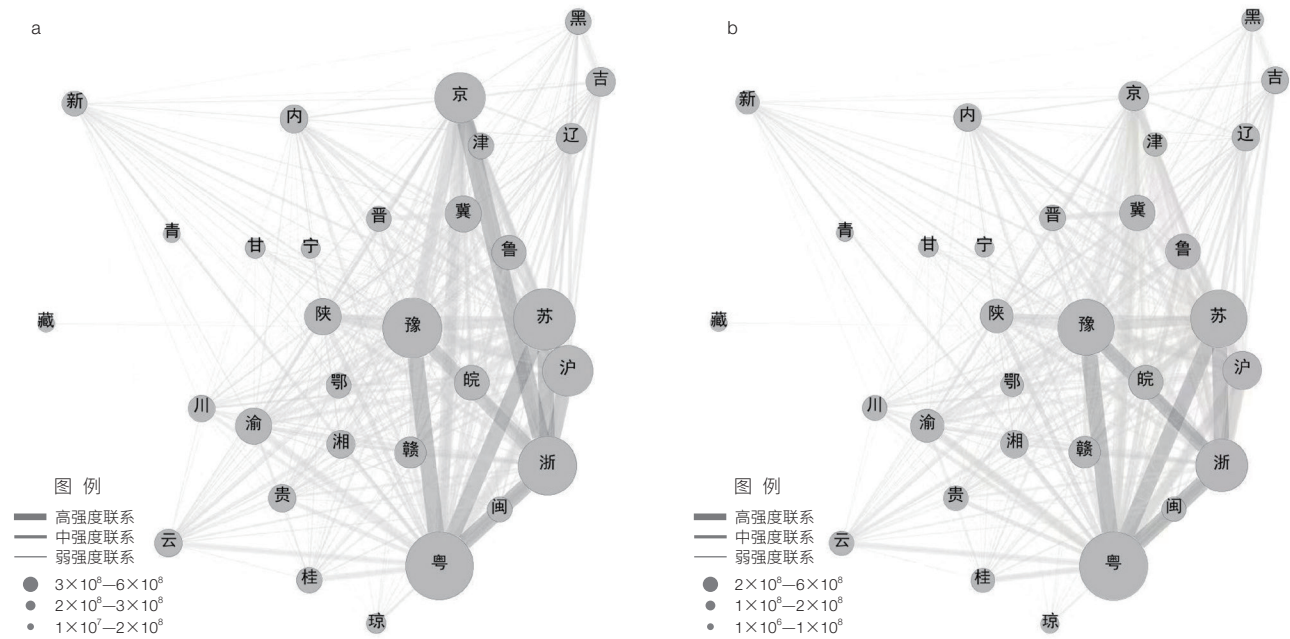 a
黑
吉
新
京
内
津
辽
晋
冀
青
甘
宁
鲁
藏
陕
豫
苏
沪
鄂
皖
川
渝
湘
赣
浙
贵
闽
云
粤
桂
琼
图 例
高强度联系
中强度联系
弱强度联系
3×10⁸—6×10⁸
2×10⁸—3×10⁸
1×10⁷—2×10⁸
b
黑
吉
新
京
内
津
辽
晋
冀
青
甘
宁
鲁
藏
陕
豫
苏
沪
鄂
皖
川
渝
湘
赣
浙
贵
闽
云
粤
桂
琼
图 例
高强度联系
中强度联系
弱强度联系
2×10⁸—6×10⁸
1×10⁸—2×10⁸
1×10⁶—1×10⁸